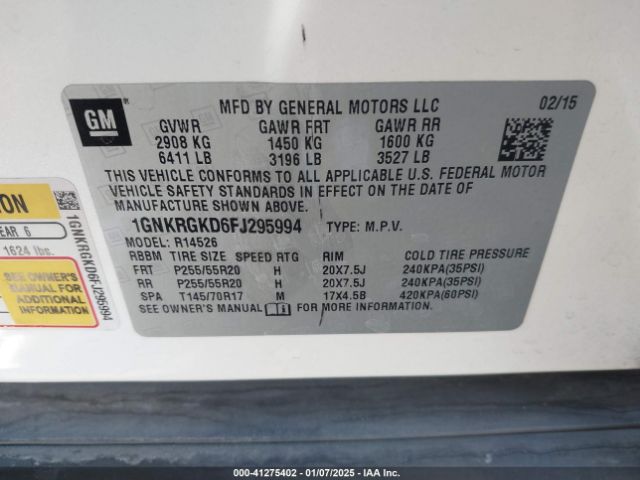 GM
MFD BY GENERAL MOTORS LLC 02/15
GVWR GAWR FRT GAWR RR
2908 KG 1450 KG 1600 KG
6411 LB 3196 LB 3527 LB
THIS VEHICLE CONFORMS TO ALL APPLICABLE U.S. FEDERAL MOTOR
VEHICLE SAFETY STANDARDS IN EFFECT ON THE DATE OF
MANUFACTURE SHOWN ABOVE.
1GNKRGKD6FJ295994 TYPE: M.P.V.
MODEL: R14526
RBBM TIRE SIZE SPEED RTG RIM COLD TIRE PRESSURE
FRT P255/55R20 H 20X7.5J 240KPA(35PSI)
RR P255/55R20 H 20X7.5J 240KPA(35PSI)
SPA T145/70R17 M 17X4.5B 420KPA(60PSI)
SEE OWNER'S MANUAL FOR MORE INFORMATION.
ION
EAR 6
1624 lbs.
SEE OWNER'S
MANUAL FOR
ADDITIONAL
INFORMATION
1GNKRGKD6FJ295994
Copart 41275402 - 01/07/2025 - IAA, Inc.